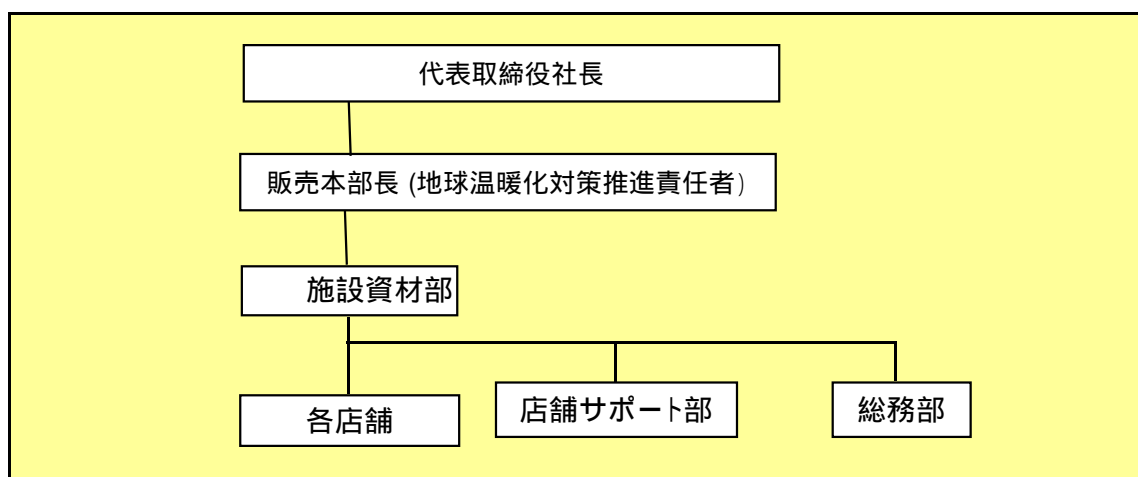 代表取締役社長
販売本部長 (地球温暖化対策推進責任者)
施設資材部
各店舗
店舗サポート部
総務部